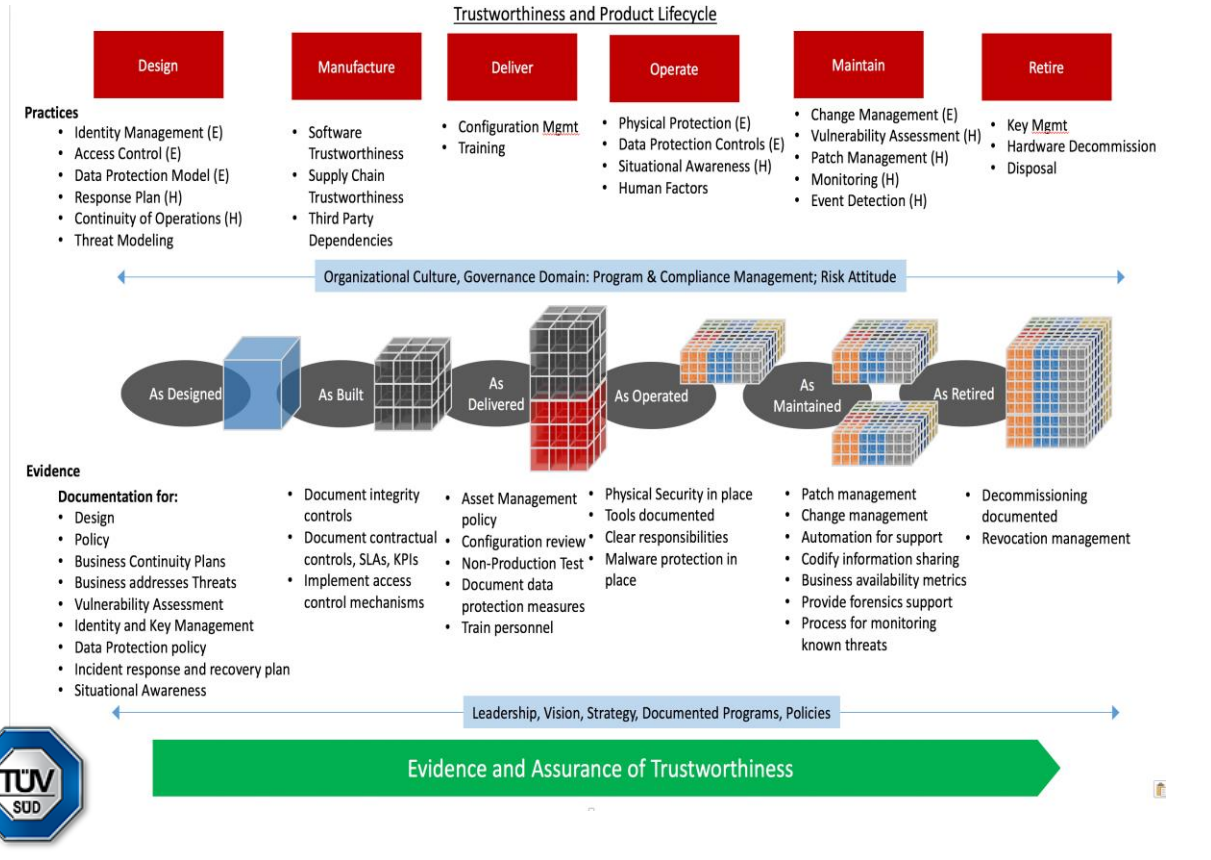 Trustworthiness and Product Lifecycle
Design
Manufacture
Deliver
Operate
Maintain
Retire
Practices
• Identity Management (E)
• Access Control (E)
• Data Protection Model (E)
• Response Plan (H)
• Continuity of Operations (H)
• Threat Modeling
• Software
Trustworthiness
• Supply Chain
Trustworthiness
• Third Party
Dependencies
• Configuration Mgmt
• Training
• Physical Protection (E)
• Data Protection Controls (E)
• Situational Awareness (H)
• Human Factors
• Change Management (E)
• Vulnerability Assessment (H)
• Patch Management (H)
• Monitoring (H)
• Event Detection (H)
• Key Mgmt
• Hardware Decommission
• Disposal
Organizational Culture, Governance Domain: Program & Compliance Management; Risk Attitude
As Designed
As Built
As
Delivered
As Operated
As
Maintained
As Retired
Evidence
Documentation for:
• Design
• Policy
• Business Continuity Plans
• Business addresses Threats
• Vulnerability Assessment
• Identity and Key Management
• Data Protection policy
• Incident response and recovery plan
• Situational Awareness
• Document integrity
controls
• Document contractual
controls, SLAs, KPIs
• Implement access
control mechanisms
• Asset Management
policy
• Configuration review
• Non-Production Test
• Document data
protection measures
• Train personnel
• Physical Security in place
• Tools documented
• Clear responsibilities
• Malware protection in
place
• Patch management
• Change management
• Automation for support
• Codify information sharing
• Business availability metrics
• Provide forensics support
• Process for monitoring
known threats
• Decommissioning
documented
• Revocation management
Leadership, Vision, Strategy, Documented Programs, Policies
Evidence and Assurance of Trustworthiness
TÜV
SÜD